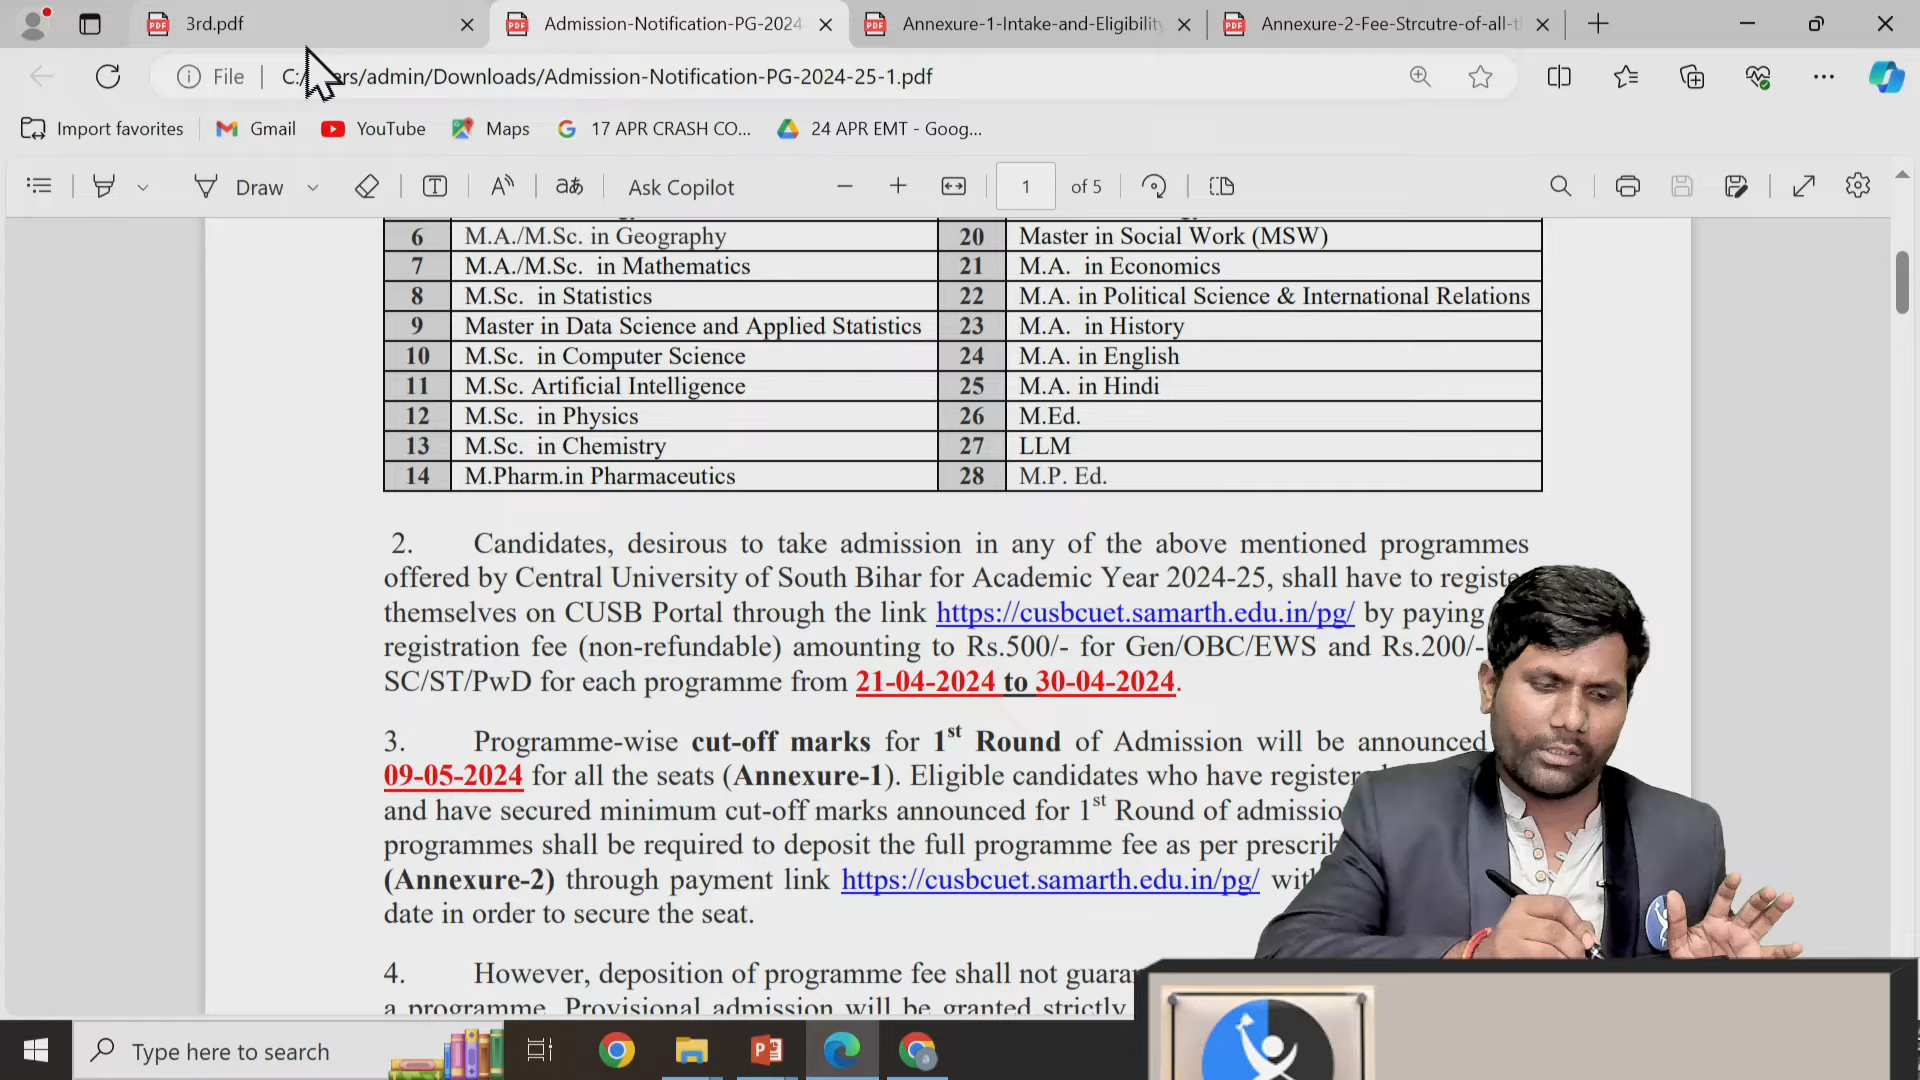 3rd.pdf
Admission-Notification-PG-2024
Annexure-1-Intake-and-Eligibility
Annexure-2-Fee-Strcutre-of-all-t
File
ers/admin/Downloads/Admission-Notification-PG-2024-25-1.pdf
Import favorites
Gmail
YouTube
Maps
17 APR CRASH CO...
24 APR EMT - Goog...
Draw
Ask Copilot
1
of 5
6 M.A./M.Sc. in Geography 20 Master in Social Work (MSW)
7 M.A./M.Sc. in Mathematics 21 M.A. in Economics
8 M.Sc. in Statistics 22 M.A. in Political Science & International Relations
9 Master in Data Science and Applied Statistics 23 M.A. in History
10 M.Sc. in Computer Science 24 M.A. in English
11 M.Sc. Artificial Intelligence 25 M.A. in Hindi
12 M.Sc. in Physics 26 M.Ed.
13 M.Sc. in Chemistry 27 LLM
14 M.Pharm.in Pharmaceutics 28 M.P. Ed.
2. Candidates, desirous to take admission in any of the above mentioned programmes
offered by Central University of South Bihar for Academic Year 2024-25, shall have to registe
themselves on CUSB Portal through the link https://cusbcuet.samarth.edu.in/pg/ by paying
registration fee (non-refundable) amounting to Rs.500/- for Gen/OBC/EWS and Rs.200/-
SC/ST/PwD for each programme from 21-04-2024 to 30-04-2024.
3. Programme-wise cut-off marks for 1st Round of Admission will be announced
09-05-2024 for all the seats (Annexure-1). Eligible candidates who have register
and have secured minimum cut-off marks announced for 1st Round of admissio
programmes shall be required to deposit the full programme fee as per prescrib
(Annexure-2) through payment link https://cusbcuet.samarth.edu.in/pg/ wit
date in order to secure the seat.
4. However, deposition of programme fee shall not guara
a programme. Provisional admission will be granted strictly
Type here to search